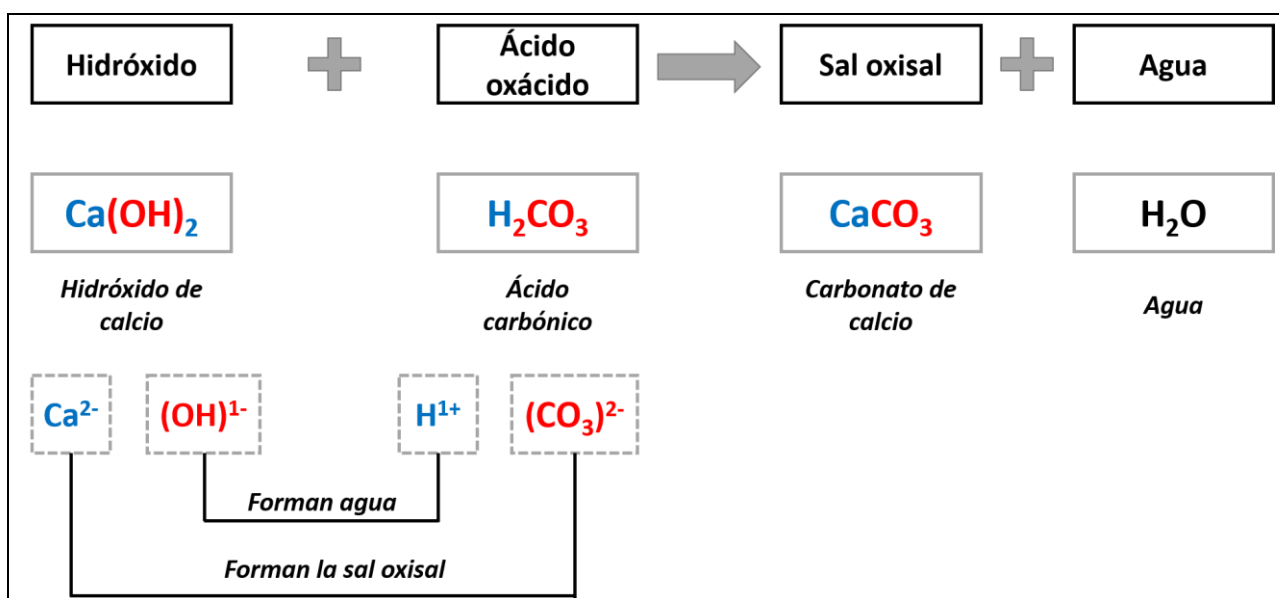 Hidróxido
Ácido
oxácido
Sal oxisal
Agua
Ca(OH)₂
H₂CO₃
CaCO₃
H₂O
Hidróxido de
calcio
Ácido
carbónico
Carbonato de
calcio
Agua
Ca²⁻
(OH)¹⁻
H¹⁺
(CO₃)²⁻
Forman agua
Forman la sal oxisal